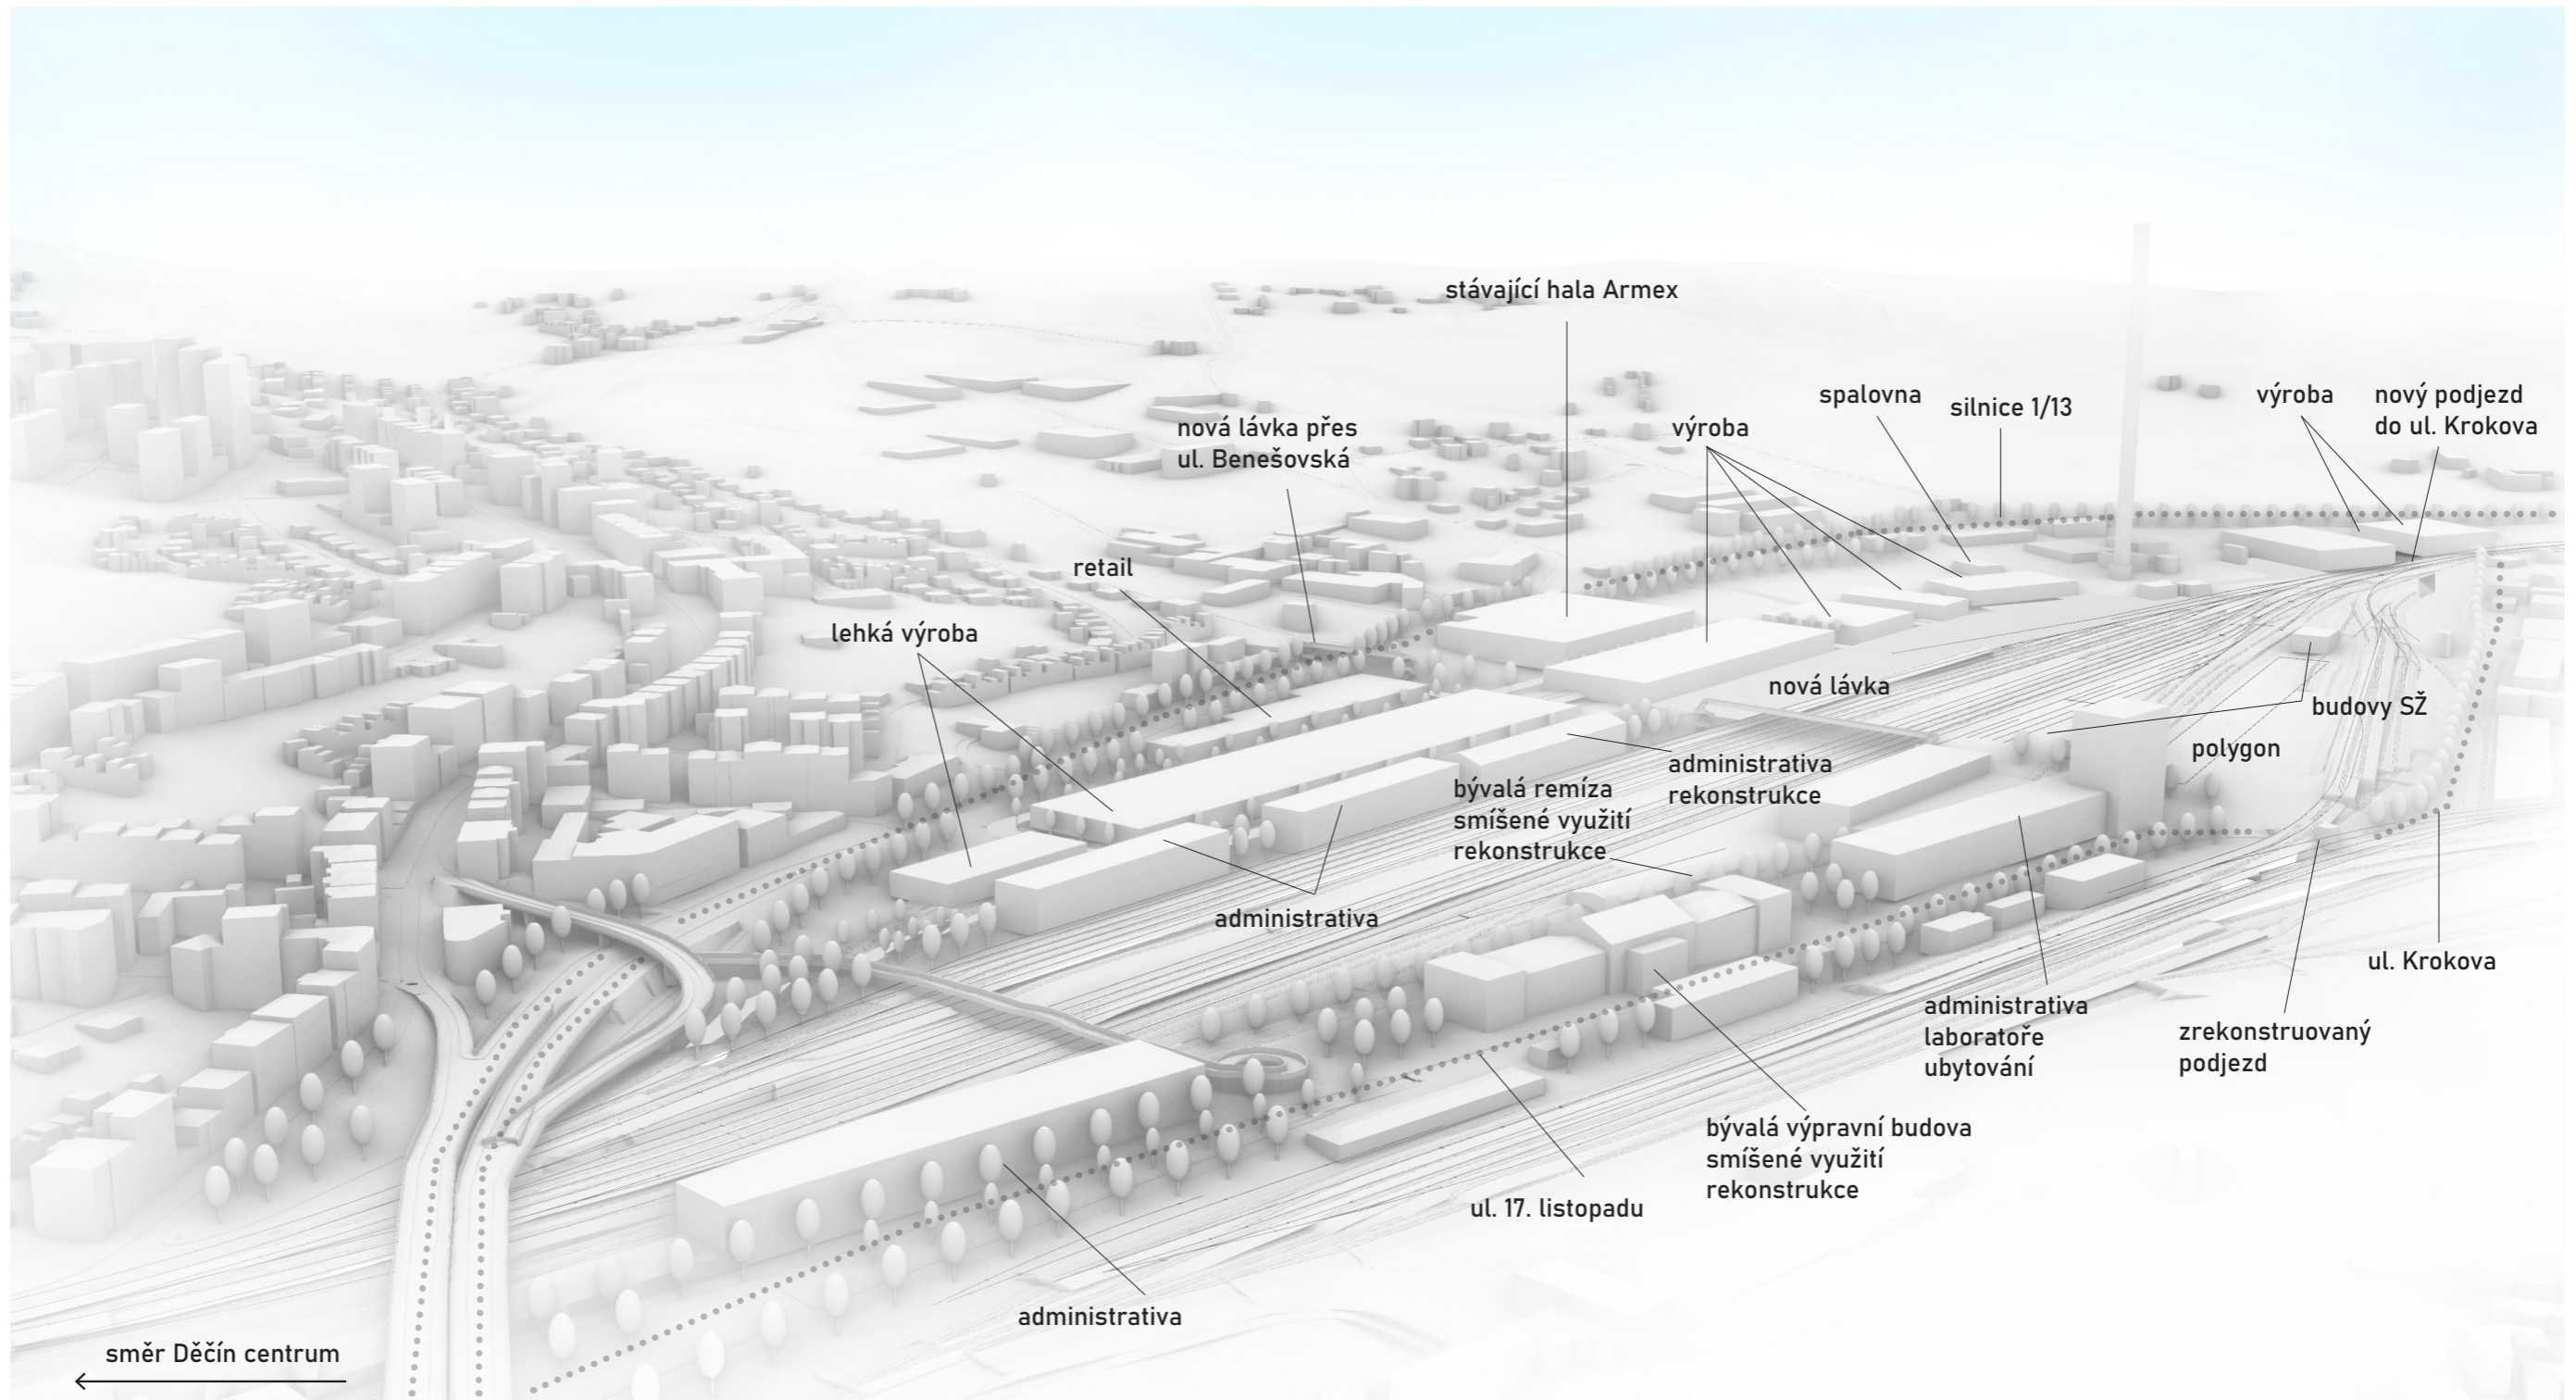 stávající hala Armex
spalovna
silnice 1/13
výroba
nový podjezd
do ul. Krokova
nová lávka přes
ul. Benešovská
výroba
retail
lehká výroba
nová lávka
budovy SŽ
polygon
administrativa
rekonstrukce
bývalá remíza
smíšené využití
rekonstrukce
administrativa
ul. Krokova
administrativa
laboratoře
ubytování
zrekonstruovaný
podjezd
bývalá výpravní budova
smíšené využití
rekonstrukce
ul. 17. listopadu
administrativa
směr Děčín centrum